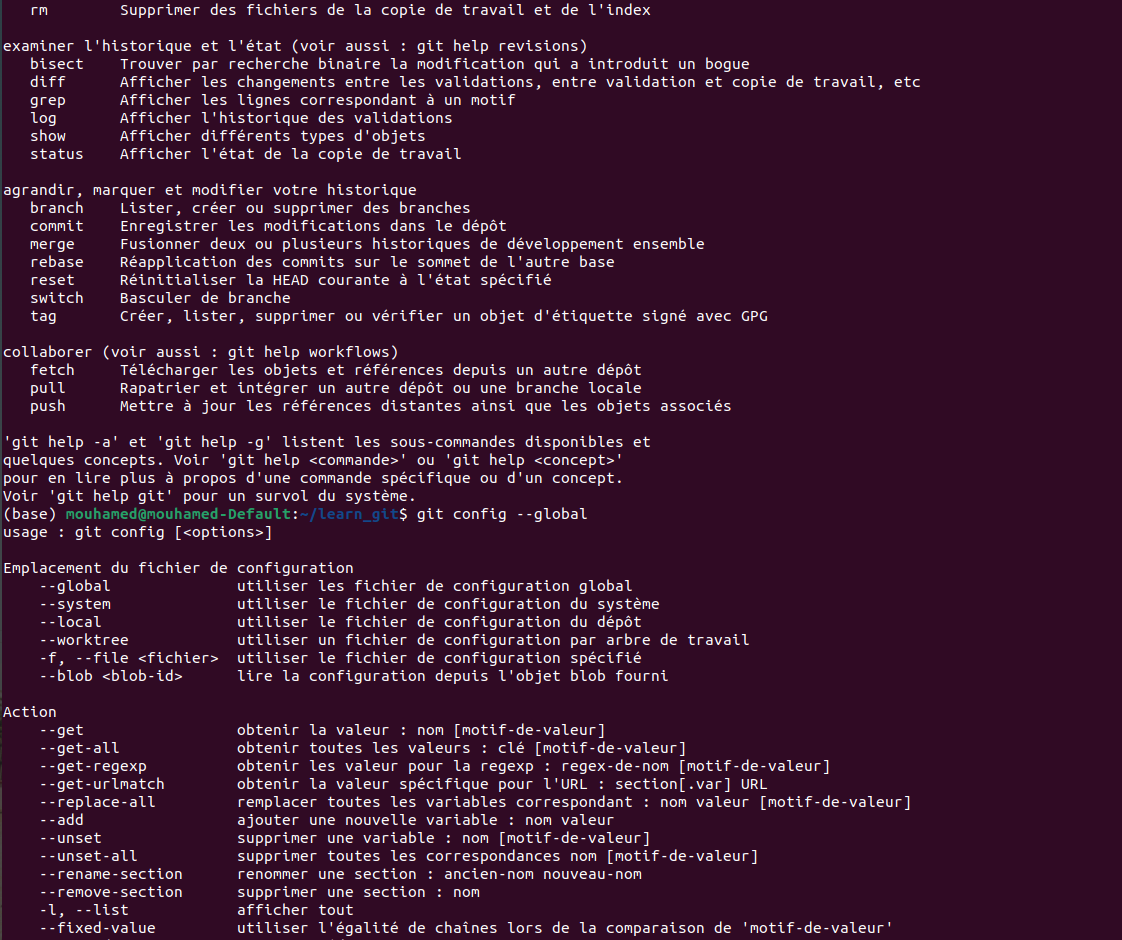 rm Supprimer des fichiers de la copie de travail et de l'index
examiner l'historique et l'état (voir aussi : git help revisions)
bisect Trouver par recherche binaire la modification qui a introduit un bogue
diff Afficher les changements entre les validations, entre validation et copie de travail, etc
grep Afficher les lignes correspondant à un motif
log Afficher l'historique des validations
show Afficher différents types d'objets
status Afficher l'état de la copie de travail
agrandir, marquer et modifier votre historique
branch Lister, créer ou supprimer des branches
commit Enregistrer les modifications dans le dépôt
merge Fusionner deux ou plusieurs historiques de développement ensemble
rebase Réapplication des commits sur le sommet de l'autre base
reset Réinitialiser la HEAD courante à l'état spécifié
switch Basculer de branche
tag Créer, lister, supprimer ou vérifier un objet d'étiquette signé avec GPG
collaborer (voir aussi : git help workflows)
fetch Télécharger les objets et références depuis un autre dépôt
pull Rapatrier et intégrer un autre dépôt ou une branche locale
push Mettre à jour les références distantes ainsi que les objets associés
'git help -a' et 'git help -g' listent les sous-commandes disponibles et
quelques concepts. Voir 'git help <commande>' ou 'git help <concept>'
pour en lire plus à propos d'une commande spécifique ou d'un concept.
Voir 'git help git' pour un survol du système.
(base) mouhamed@mouhamed-Default:~/learn_git$ git config --global
usage : git config [<options>]
Emplacement du fichier de configuration
--global utiliser les fichier de configuration global
--system utiliser le fichier de configuration du système
--local utiliser le fichier de configuration du dépôt
--worktree utiliser un fichier de configuration par arbre de travail
-f, --file <fichier> utiliser le fichier de configuration spécifié
--blob <blob-id> lire la configuration depuis l'objet blob fourni
Action
--get obtenir la valeur : nom [motif-de-valeur]
--get-all obtenir toutes les valeurs : clé [motif-de-valeur]
--get-regexp obtenir les valeur pour la regexp : regex-de-nom [motif-de-valeur]
--get-urlmatch obtenir la valeur spécifique pour l'URL : section[.var] URL
--replace-all remplacer toutes les variables correspondant : nom valeur [motif-de-valeur]
--add ajouter une nouvelle variable : nom valeur
--unset supprimer une variable : nom [motif-de-valeur]
--unset-all supprimer toutes les correspondances nom [motif-de-valeur]
--rename-section renommer une section : ancien-nom nouveau-nom
--remove-section supprimer une section : nom
-l, --list afficher tout
--fixed-value utiliser l'égalité de chaînes lors de la comparaison de 'motif-de-valeur'